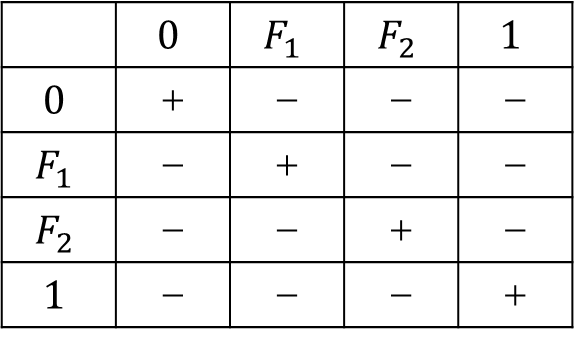 0 F₁ F₂ 1
0 + − − −
F₁ − + − −
F₂ − − + −
1 − − − +